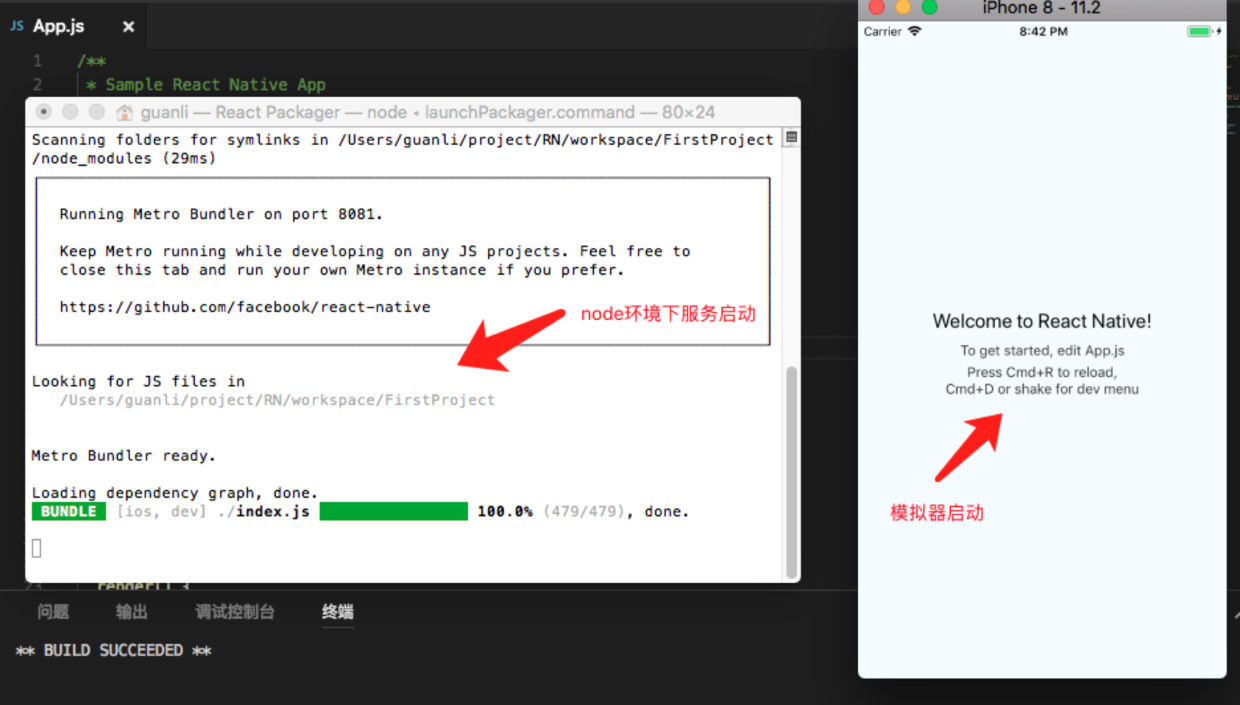 JS App.js ×
1 /**
2 * Sample React Native App
guanli — React Packager — node ◂ launchPackager.command — 80×24
Scanning folders for symlinks in /Users/guanli/project/RN/workspace/FirstProject
/node_modules (29ms)
Running Metro Bundler on port 8081.
Keep Metro running while developing on any JS projects. Feel free to
close this tab and run your own Metro instance if you prefer.
https://github.com/facebook/react-native
node环境下服务启动
Looking for JS files in
/Users/guanli/project/RN/workspace/FirstProject
Metro Bundler ready.
Loading dependency graph, done.
BUNDLE [ios, dev] ./index.js 100.0% (479/479), done.
23 render() {
问题 输出 调试控制台 终端
** BUILD SUCCEEDED **
iPhone 8 - 11.2
Carrier 8:42 PM
Welcome to React Native!
To get started, edit App.js
Press Cmd+R to reload,
Cmd+D or shake for dev menu
模拟器启动